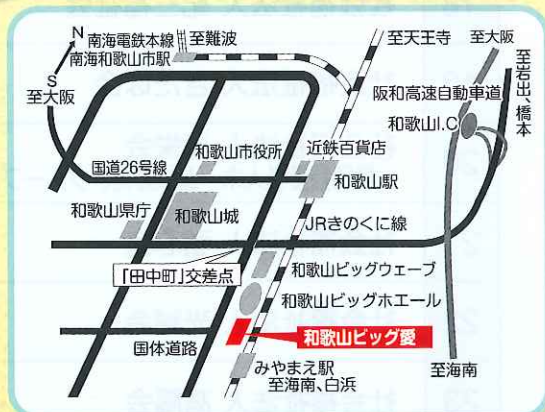 N
S
南海電鉄本線
南海和歌山市駅
至難波
至大阪
至天王寺
至大阪
至岩出、橋本
阪和高速自動車道
和歌山I.C
和歌山市役所
近鉄百貨店
国道26号線
和歌山駅
和歌山県庁
和歌山城
JRきのくに線
「田中町」交差点
和歌山ビッグウェーブ
和歌山ビッグホエール
和歌山ビッグ愛
国体道路
みやまえ駅
至海南、白浜
至海南